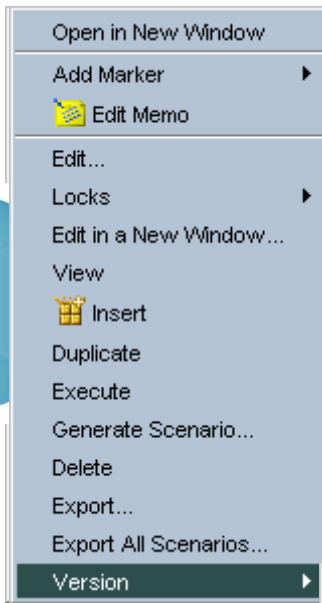 Open in New Window
Add Marker
Edit Memo
Edit...
Locks
Edit in a New Window...
View
Insert
Duplicate
Execute
Generate Scenario...
Delete
Export...
Export All Scenarios...
Version